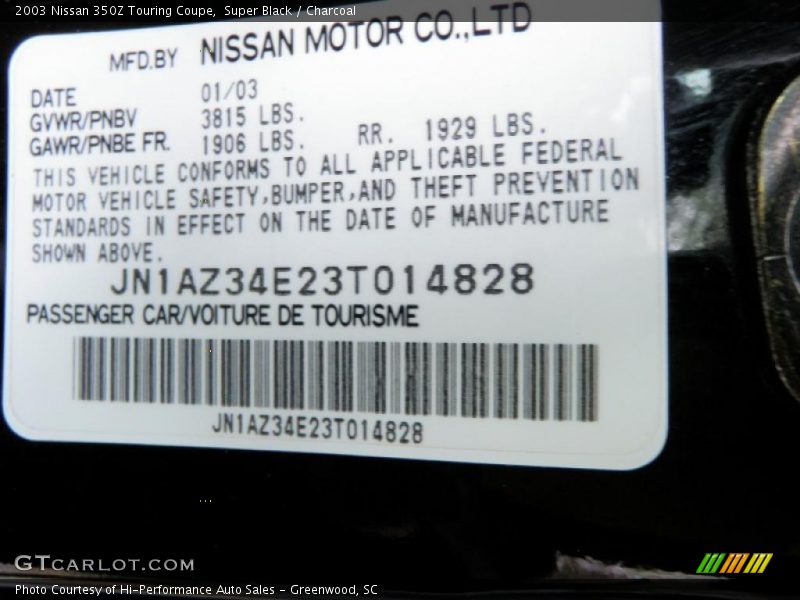 2003 Nissan 350Z Touring Coupe,  Super Black / Charcoal
MFD.BY NISSAN MOTOR CO.,LTD
DATE 01/03
GVWR/PNBV 3815 LBS.
GAWR/PNBE FR. 1906 LBS. RR. 1929 LBS.
THIS VEHICLE CONFORMS TO ALL APPLICABLE FEDERAL
MOTOR VEHICLE SAFETY,BUMPER,AND THEFT PREVENTION
STANDARDS IN EFFECT ON THE DATE OF MANUFACTURE
SHOWN ABOVE.
JN1AZ34E23T014828
PASSENGER CAR/VOITURE DE TOURISME
JN1AZ34E23T014828
...
GTCARLOT.COM
Photo Courtesy of Hi-Performance Auto Sales - Greenwood, SC